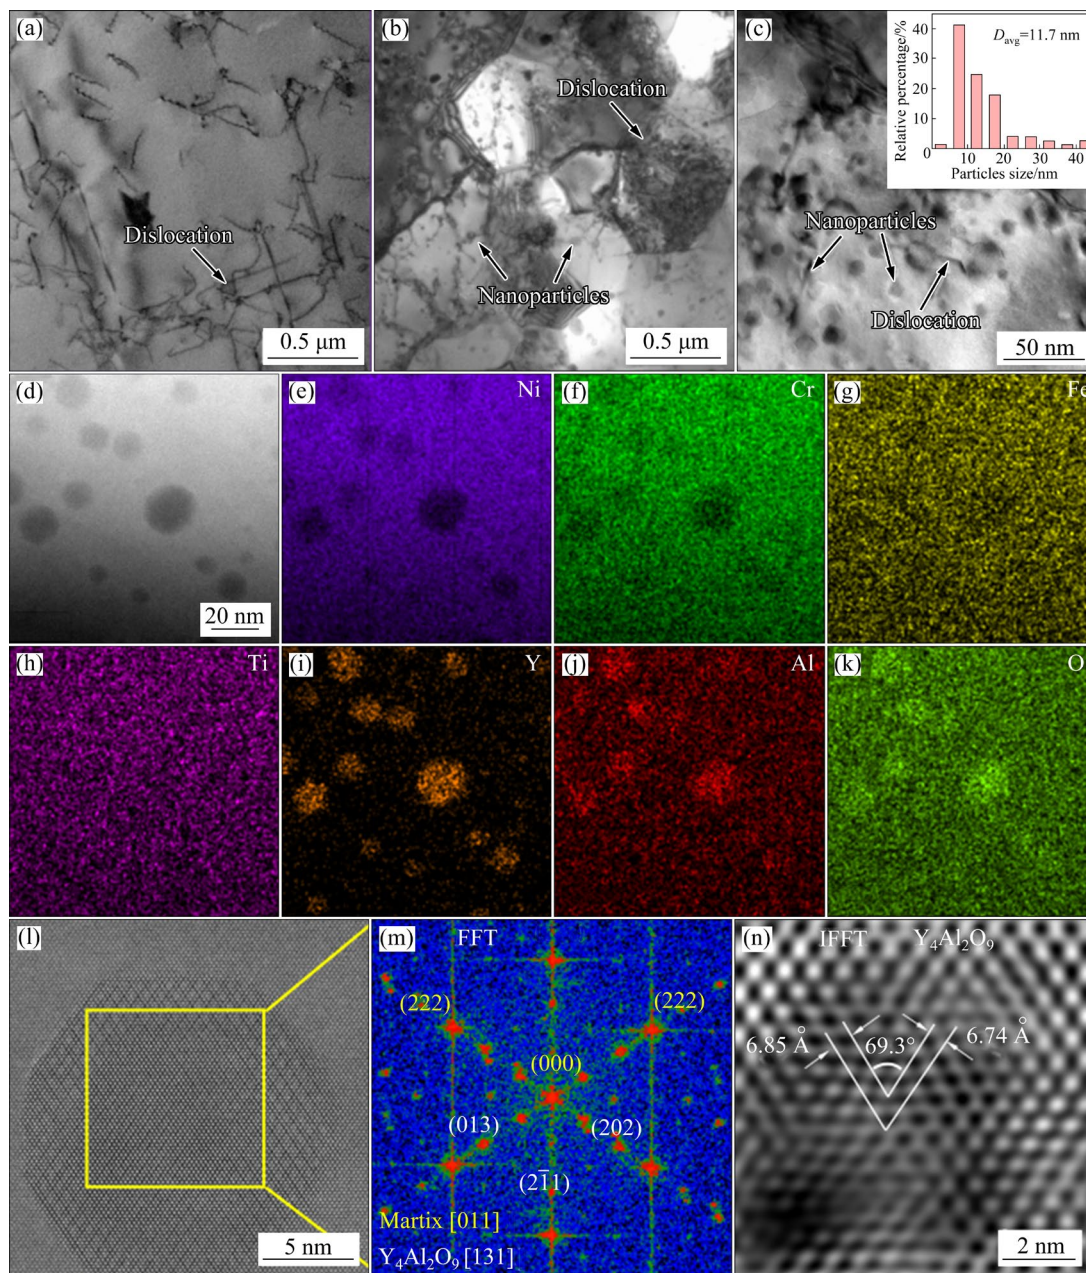 (a)
Dislocation
0.5 μm
(b)
Dislocation
Nanoparticles
0.5 μm
(c)
Relative percentage/%
40
30
20
10
D_avg=11.7 nm
10 20 30 40
Particles size/nm
Nanoparticles
Dislocation
50 nm
(d)
20 nm
(e)
Ni
(f)
Cr
(g)
Fe
(h)
Ti
(i)
Y
(j)
Al
(k)
O
(l)
5 nm
(m)
FFT
(222)
(222)
(000)
(013)
(202)
(2̄11)
Martix [011]
Y₄Al₂O₉ [131]
(n)
IFFT
Y₄Al₂O₉
6.85 Å
69.3°
6.74 Å
2 nm